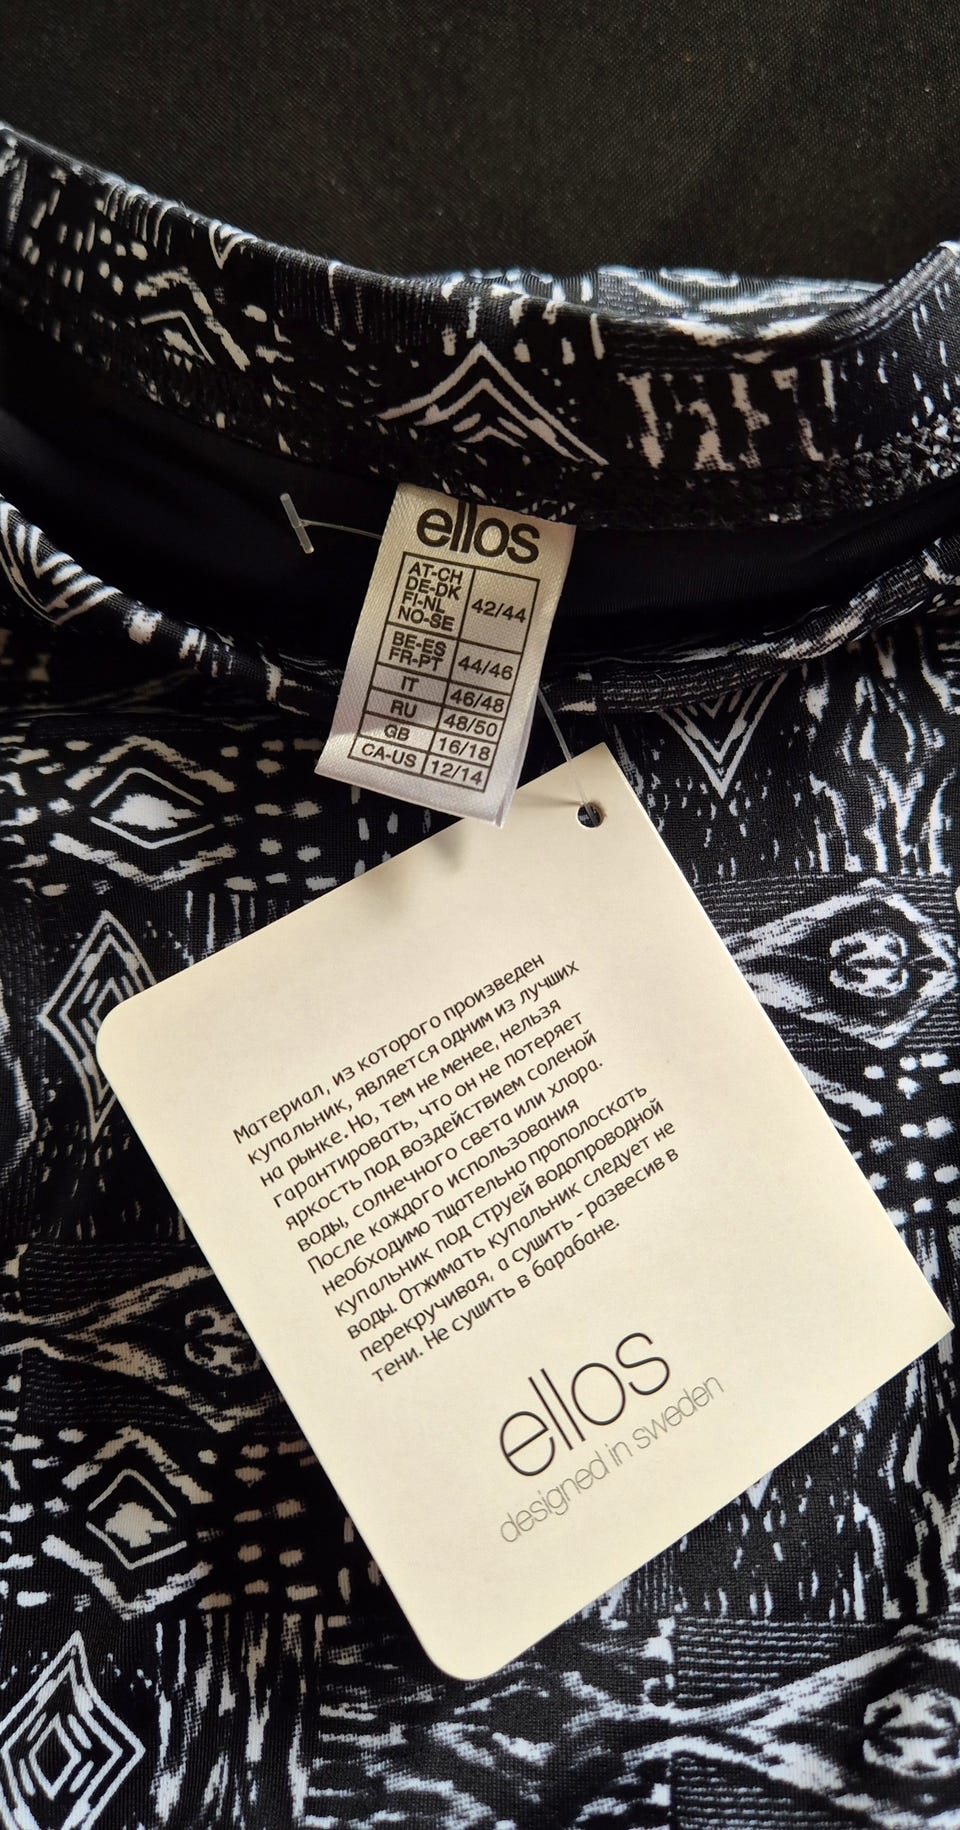 ellos
AT-CH
DE-DK
FI-NL
NO-SE
42/44
BE-ES
FR-PT
44/46
IT 46/48
RU 48/50
GB 16/18
CA-US 12/14
Материал, из которого произведен
купальник, является одним из лучших
на рынке. Но, тем не менее, нельзя
гарантировать, что он не потеряет
яркость под воздействием соленой
воды, солнечного света или хлора.
После каждого использования
необходимо тщательно прополоскать
купальник под струей водопроводной
воды. Отжимать купальник следует не
перекручивая, а сушить - развесив в
тени. Не сушить в барабане.
ellos
designed in sweden